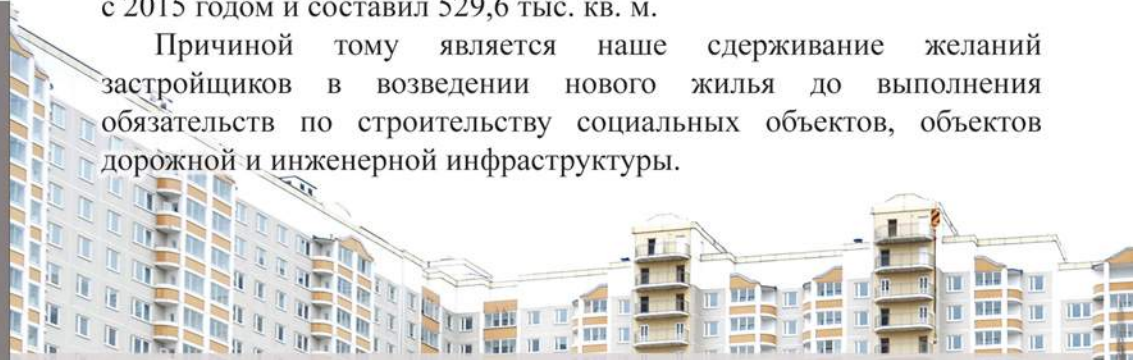 с 2015 годом и составил 529,6 тыс. кв. м.
Причиной тому является наше сдерживание желаний
застройщиков в возведении нового жилья до выполнения
обязательств по строительству социальных объектов, объектов
дорожной и инженерной инфраструктуры.